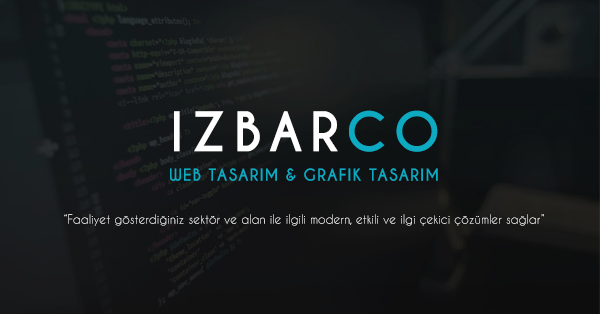 IZBARCO
WEB TASARIM & GRAFIK TASARIM
“Faaliyet gösterdiğiniz sektör ve alan ile ilgili modern, etkili ve ilgi çekici çözümler sağlar”